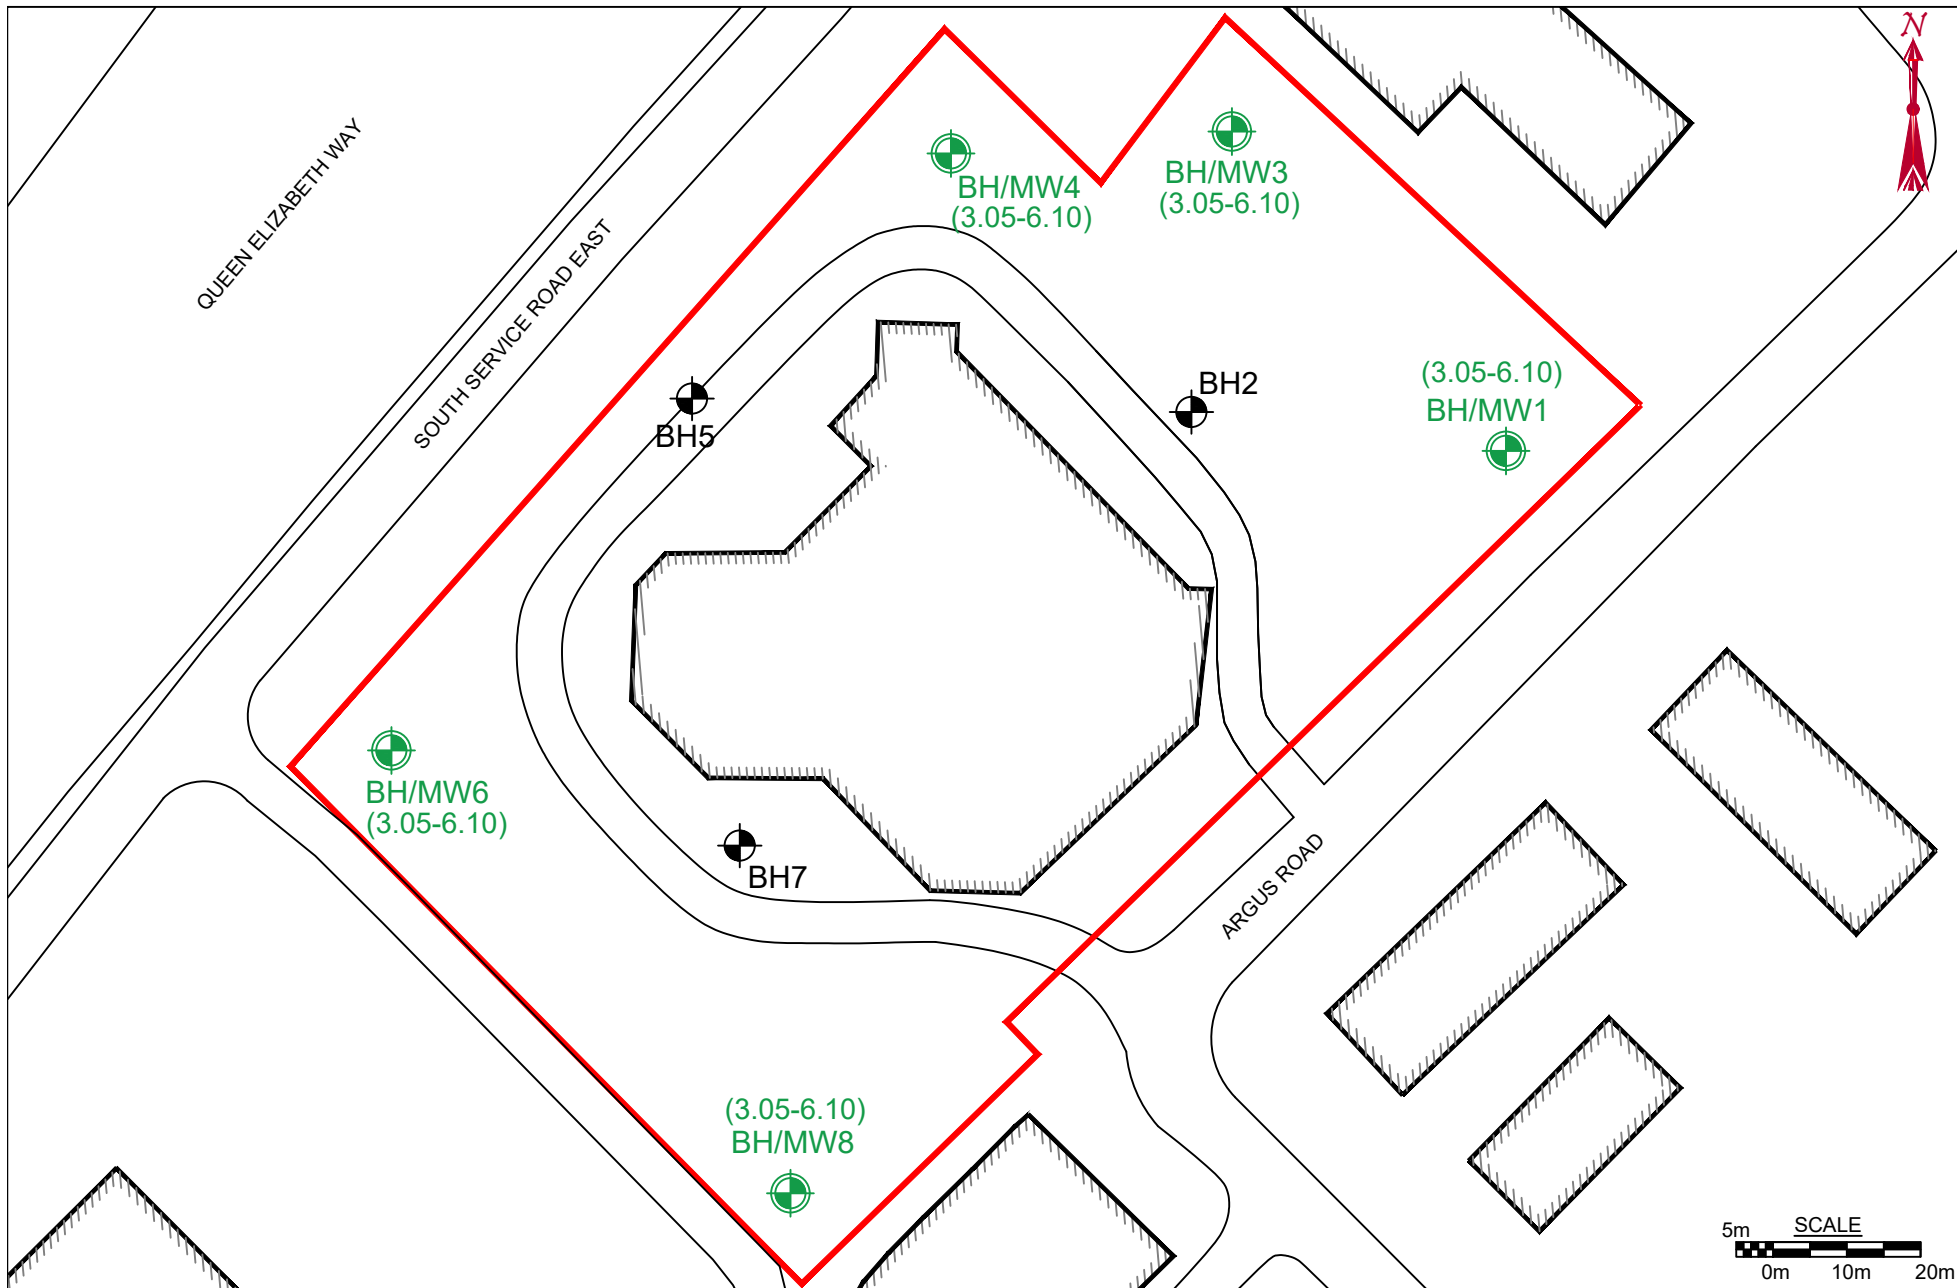 N
QUEEN ELIZABETH WAY
SOUTH SERVICE ROAD EAST
BH/MW4
(3.05-6.10)
BH/MW3
(3.05-6.10)
(3.05-6.10)
BH/MW1
BH2
BH5
BH/MW6
(3.05-6.10)
BH7
ARGUS ROAD
(3.05-6.10)
BH/MW8
5m SCALE
0m 10m 20m